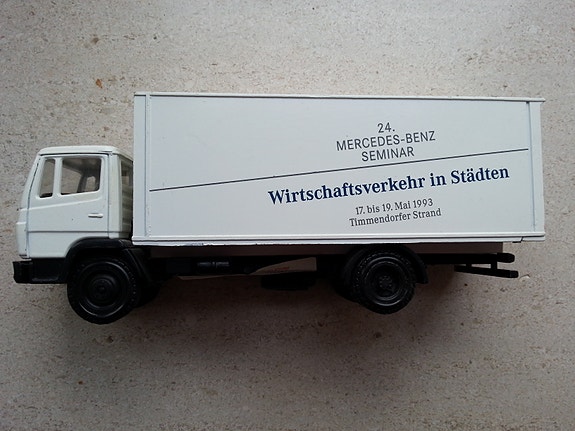 24.
MERCEDES-BENZ
SEMINAR
Wirtschaftsverkehr in Städten
17. bis 19. Mai 1993
Timmendorfer Strand